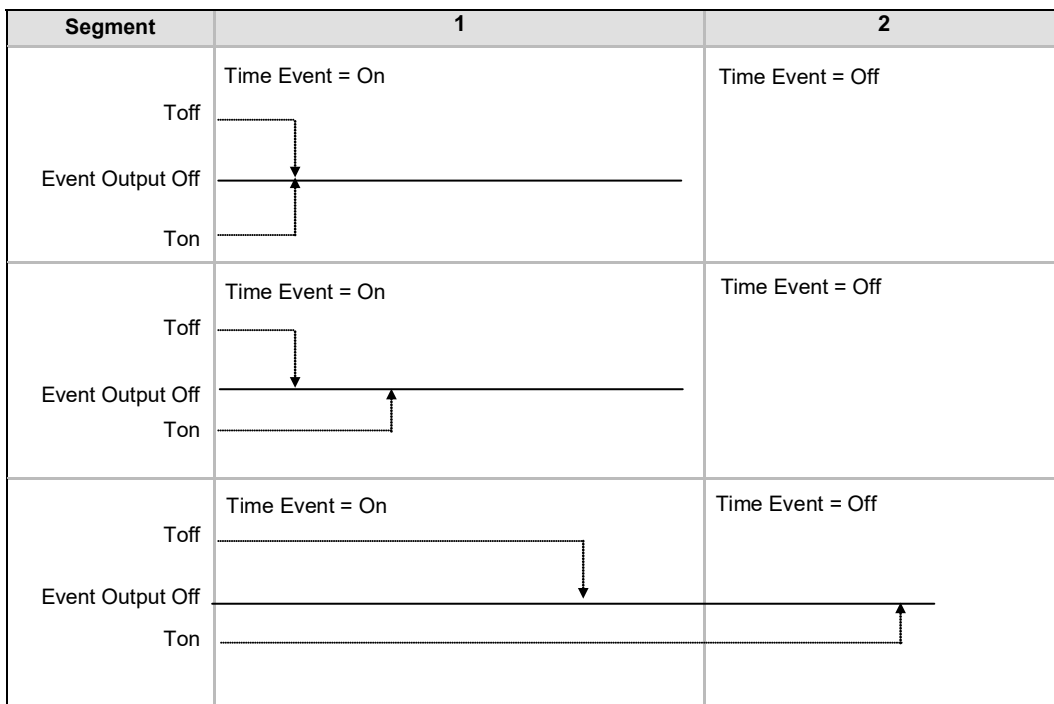 Segment 1 2
Time Event = On Time Event = Off
Toff
Event Output Off
Ton
Time Event = On Time Event = Off
Toff
Event Output Off
Ton
Time Event = On Time Event = Off
Toff
Event Output Off
Ton